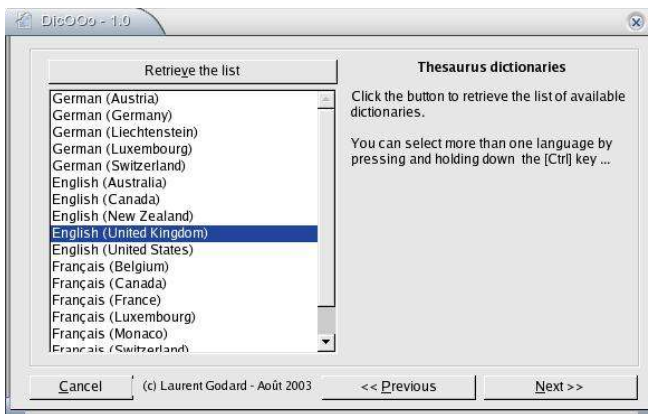 DicOOo - 1.0
Retrieve the list
German (Austria)
German (Germany)
German (Liechtenstein)
German (Luxembourg)
German (Switzerland)
English (Australia)
English (Canada)
English (New Zealand)
English (United Kingdom)
English (United States)
Français (Belgium)
Français (Canada)
Français (France)
Français (Luxembourg)
Français (Monaco)
Français (Switzerland)
Thesaurus dictionaries
Click the button to retrieve the list of available
dictionaries.
You can select more than one language by
pressing and holding down the [Ctrl] key ...
Cancel
(c) Laurent Godard - Août 2003
<< Previous
Next >>